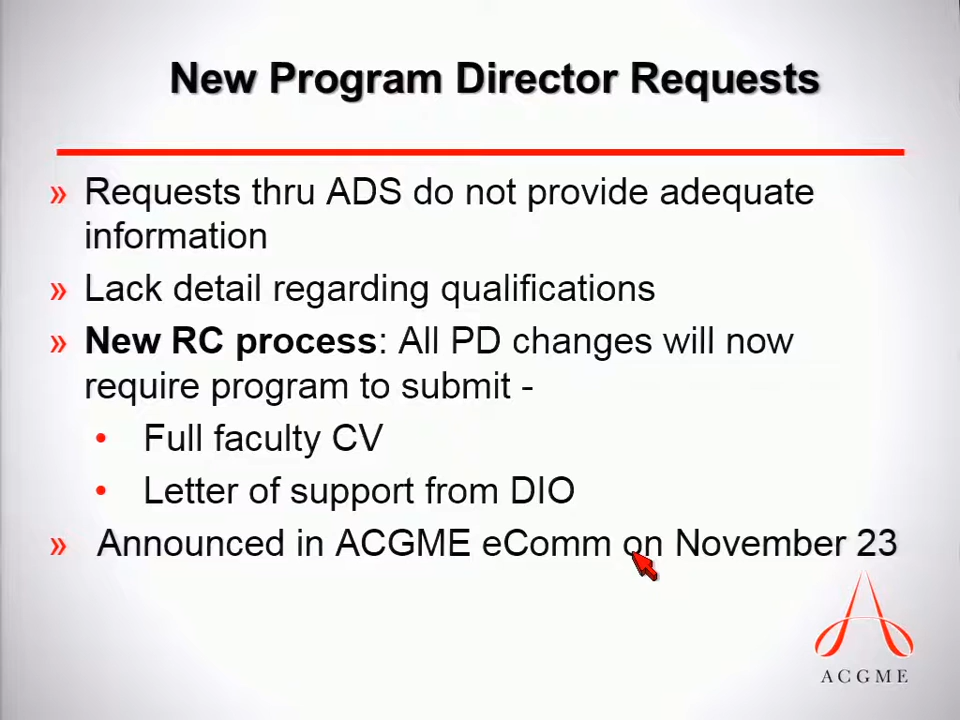 New Program Director Requests
» Requests thru ADS do not provide adequate
information
» Lack detail regarding qualifications
» New RC process: All PD changes will now
require program to submit -
• Full faculty CV
• Letter of support from DIO
» Announced in ACGME eComm on November 23
ACGME